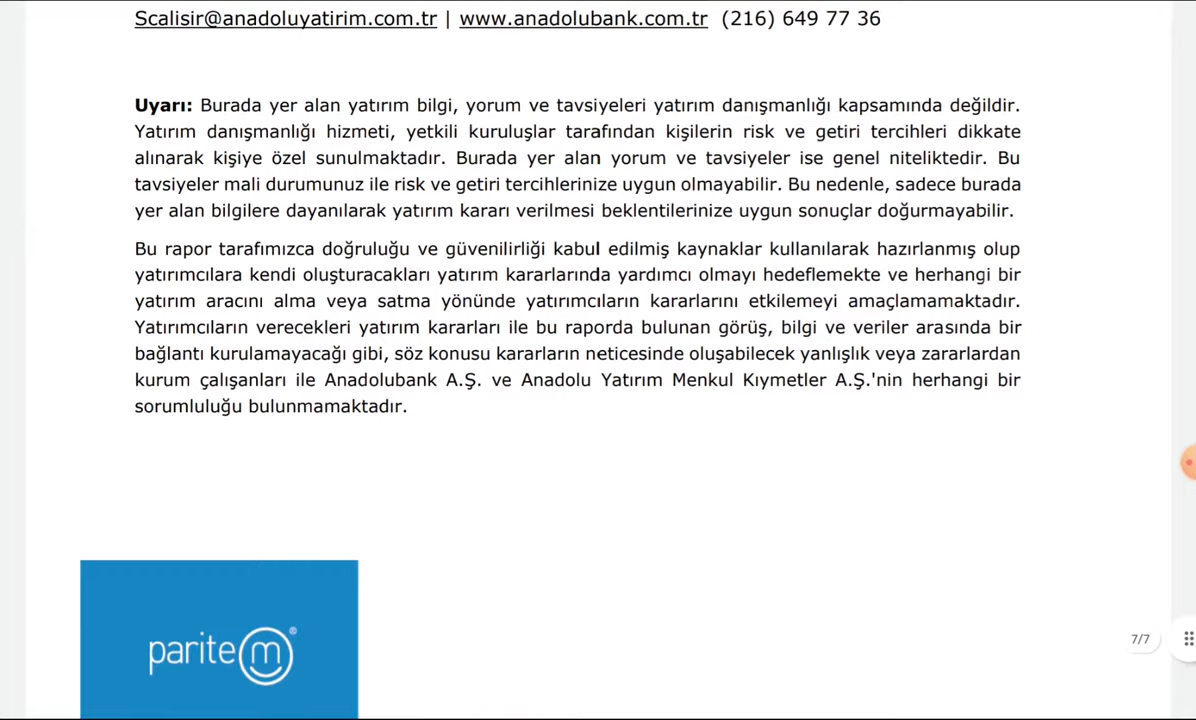 Scalisir@anadoluyatirim.com.tr | www.anadolubank.com.tr (216) 649 77 36
Uyarı: Burada yer alan yatırım bilgi, yorum ve tavsiyeleri yatırım danışmanlığı kapsamında değildir.
Yatırım danışmanlığı hizmeti, yetkili kuruluşlar tarafından kişilerin risk ve getiri tercihleri dikkate
alınarak kişiye özel sunulmaktadır. Burada yer alan yorum ve tavsiyeler ise genel niteliktedir. Bu
tavsiyeler mali durumunuz ile risk ve getiri tercihlerinize uygun olmayabilir. Bu nedenle, sadece burada
yer alan bilgilere dayanılarak yatırım kararı verilmesi beklentilerinize uygun sonuçlar doğurmayabilir.
Bu rapor tarafımızca doğruluğu ve güvenilirliği kabul edilmiş kaynaklar kullanılarak hazırlanmış olup
yatırımcılara kendi oluşturacakları yatırım kararlarında yardımcı olmayı hedeflemekte ve herhangi bir
yatırım aracını alma veya satma yönünde yatırımcıların kararlarını etkilemeyi amaçlamamaktadır.
Yatırımcıların verecekleri yatırım kararları ile bu raporda bulunan görüş, bilgi ve veriler arasında bir
bağlantı kurulamayacağı gibi, söz konusu kararların neticesinde oluşabilecek yanlışlık veya zararlardan
kurum çalışanları ile Anadolubank A.Ş. ve Anadolu Yatırım Menkul Kıymetler A.Ş.'nin herhangi bir
sorumluluğu bulunmamaktadır.
7/7
paritem®